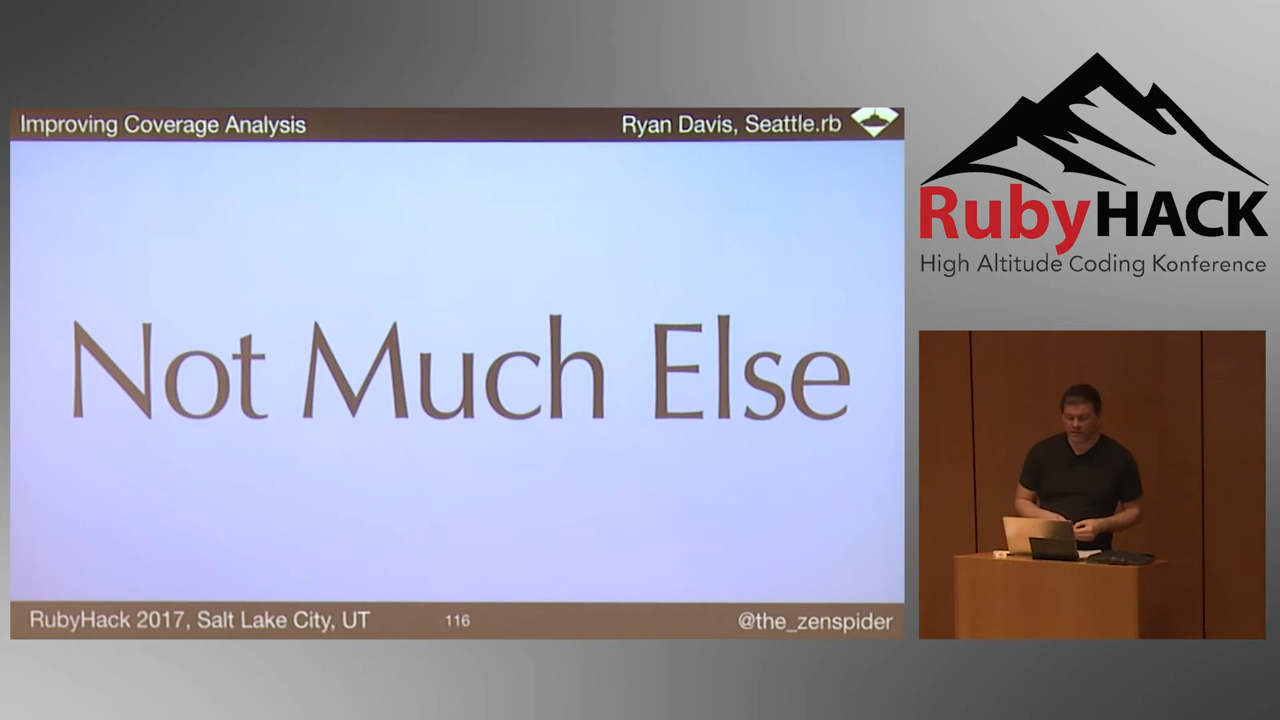 Improving Coverage Analysis
Ryan Davis, Seattle.rb
Not Much Else
RubyHack 2017, Salt Lake City, UT
116
@the_zenspider
RubyHACK
High Altitude Coding Konference